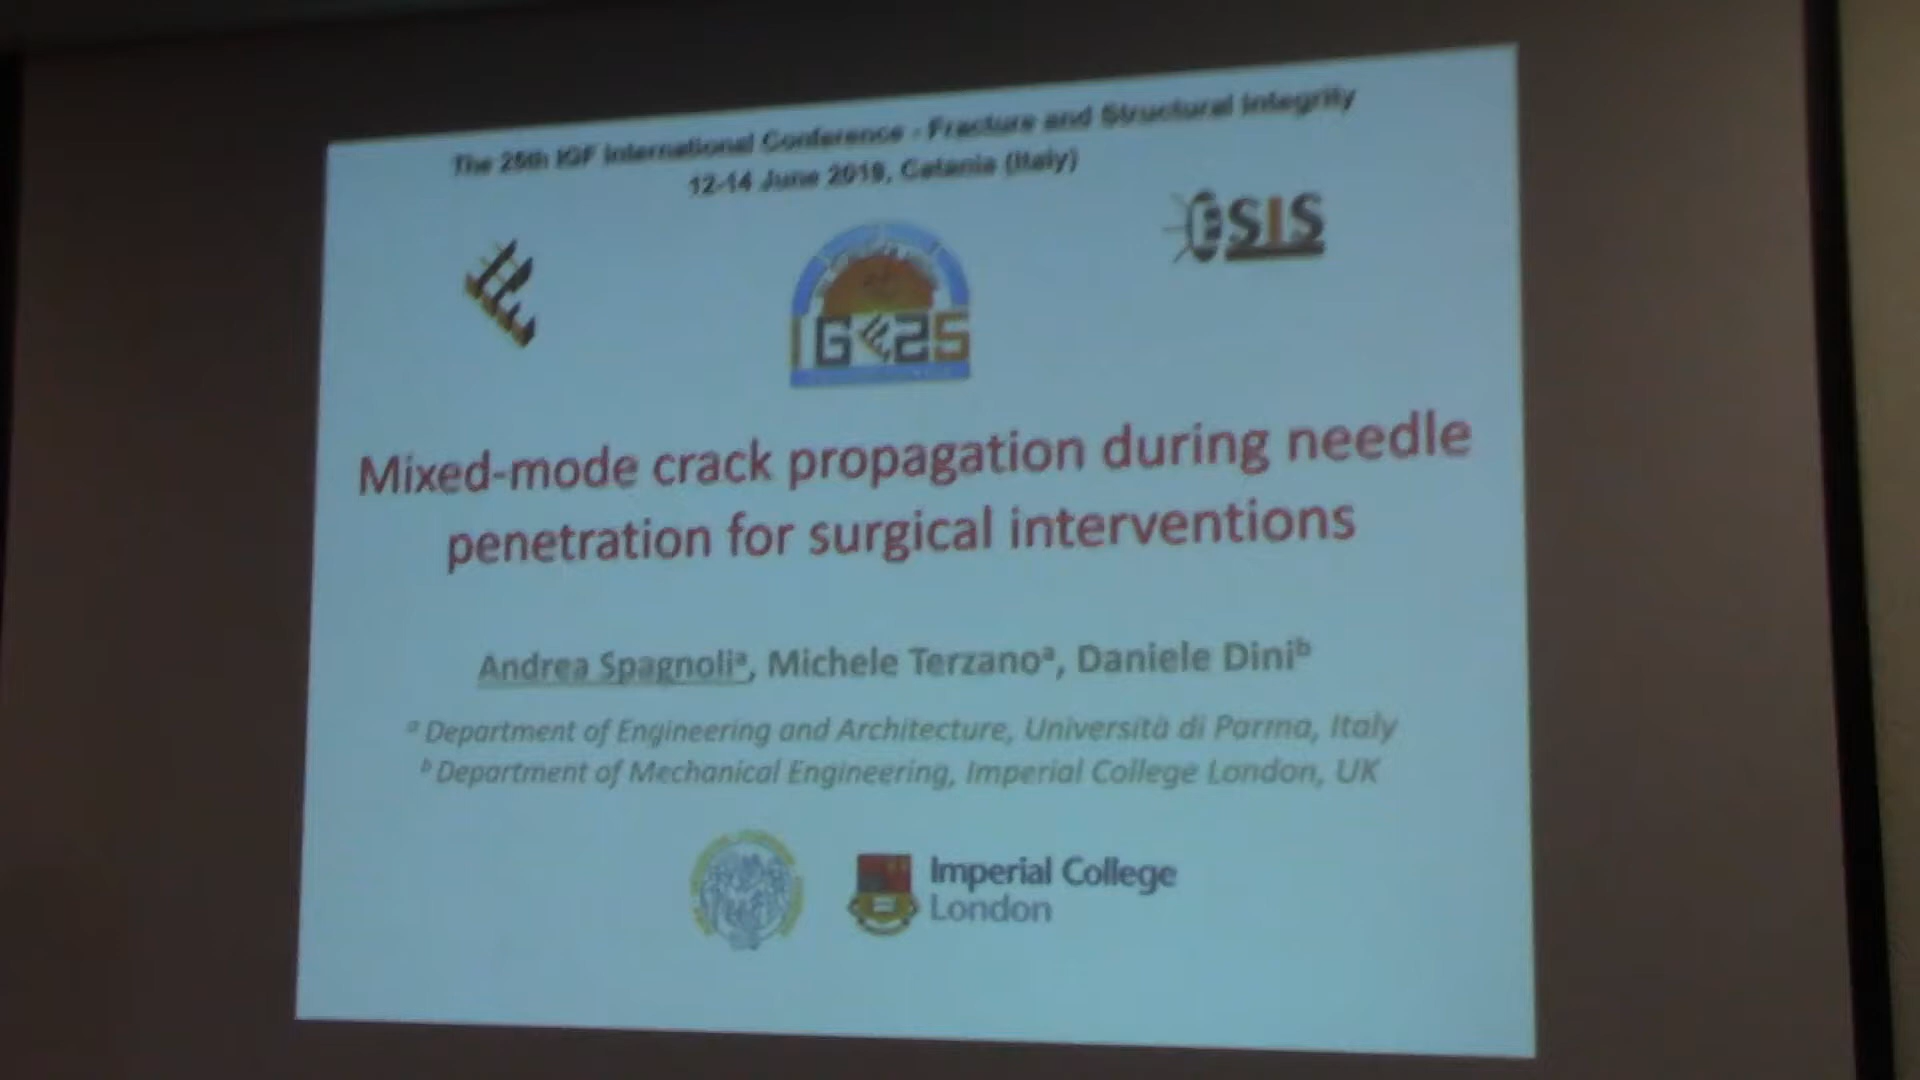 The 25th IGF International Conference - Fracture and Structural Integrity
12-14 June 2019, Catania (Italy)
esis
IGF25
Mixed-mode crack propagation during needle
penetration for surgical interventions
Andrea Spagnoliᵃ, Michele Terzanoᵃ, Daniele Diniᵇ
ᵃ Department of Engineering and Architecture, Università di Parma, Italy
ᵇ Department of Mechanical Engineering, Imperial College London, UK
Imperial College
London